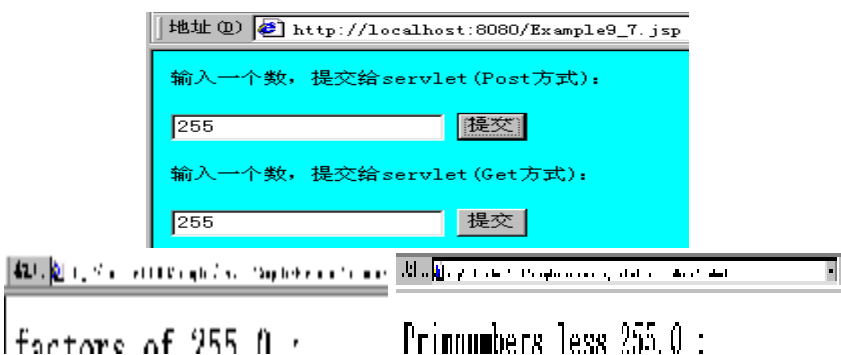 地址(D) http://localhost:8080/Example9_7.jsp
输入一个数，提交给servlet(Post方式)：
255 提交
输入一个数，提交给servlet(Get方式)：
255 提交
factors of 255.0 :
Primnumbers less 255.0 :